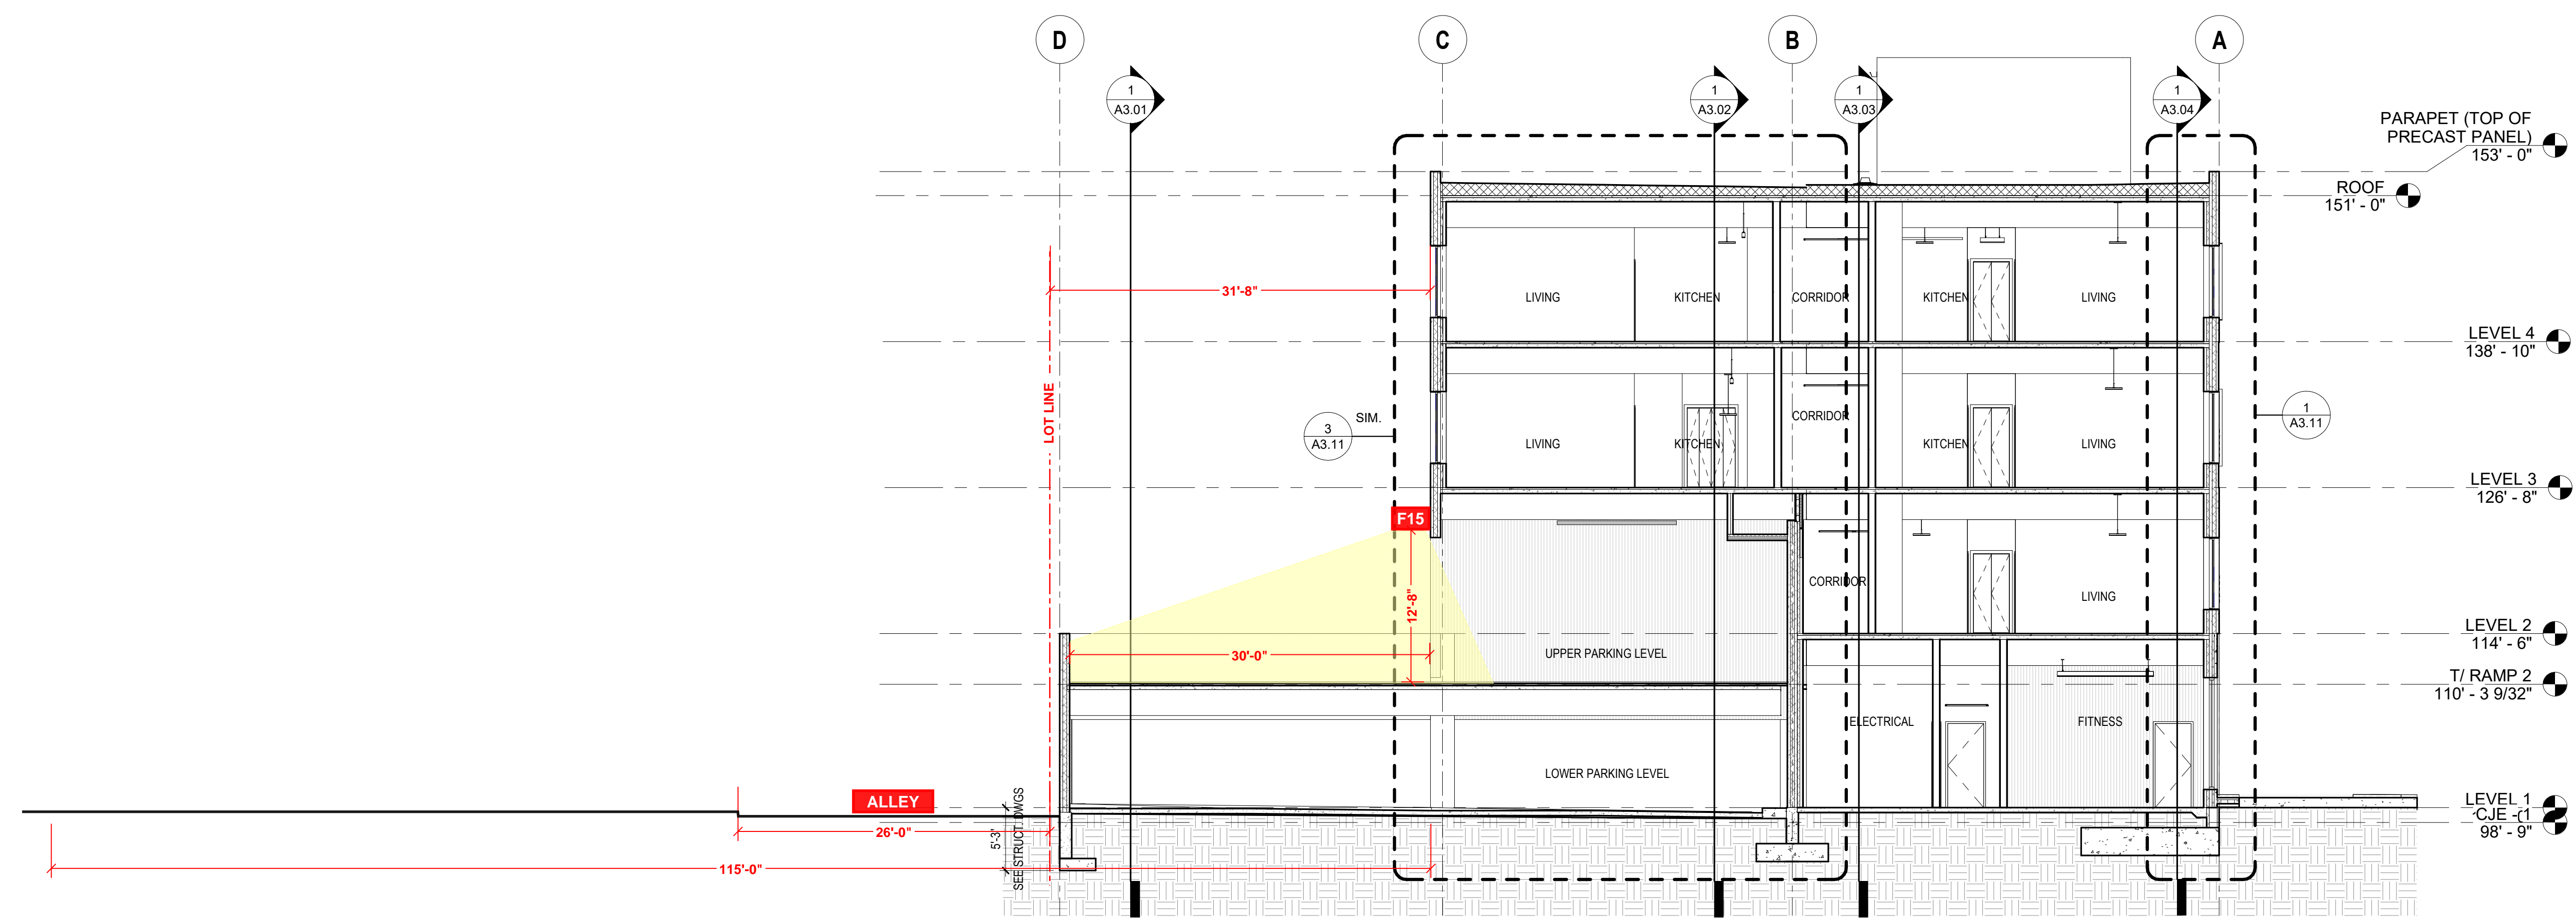 D
C
B
A
1
A3.01
1
A3.02
1
A3.03
1
A3.04
PARAPET (TOP OF
PRECAST PANEL)
153' - 0"
ROOF
151' - 0"
31'-8"
LIVING
KITCHEN
CORRIDOR
KITCHEN
LIVING
LEVEL 4
138' - 10"
LOT LINE
3
A3.11
SIM.
LIVING
KITCHEN
CORRIDOR
KITCHEN
LIVING
1
A3.11
LEVEL 3
126' - 8"
F15
12'-8"
CORRIDOR
LIVING
30'-0"
UPPER PARKING LEVEL
LEVEL 2
114' - 6"
T/ RAMP 2
110' - 3 9/32"
ELECTRICAL
FITNESS
LOWER PARKING LEVEL
ALLEY
26'-0"
115'-0"
5'-3"
SEE STRUCT. DWGS
LEVEL 1
98' - 9"